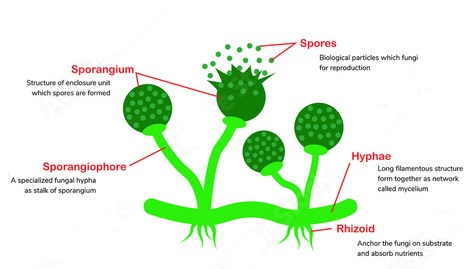 Spores
Biological particles which fungi
for reproduction
Sporangium
Structure of enclosure unit
which spores are formed
Sporangiophore
A specialized fungal hypha
as stalk of sporangium
Hyphae
Long filamentous structure
form together as network
called mycelium
Rhizoid
Anchor the fungi on substrate
and absorb nutrients